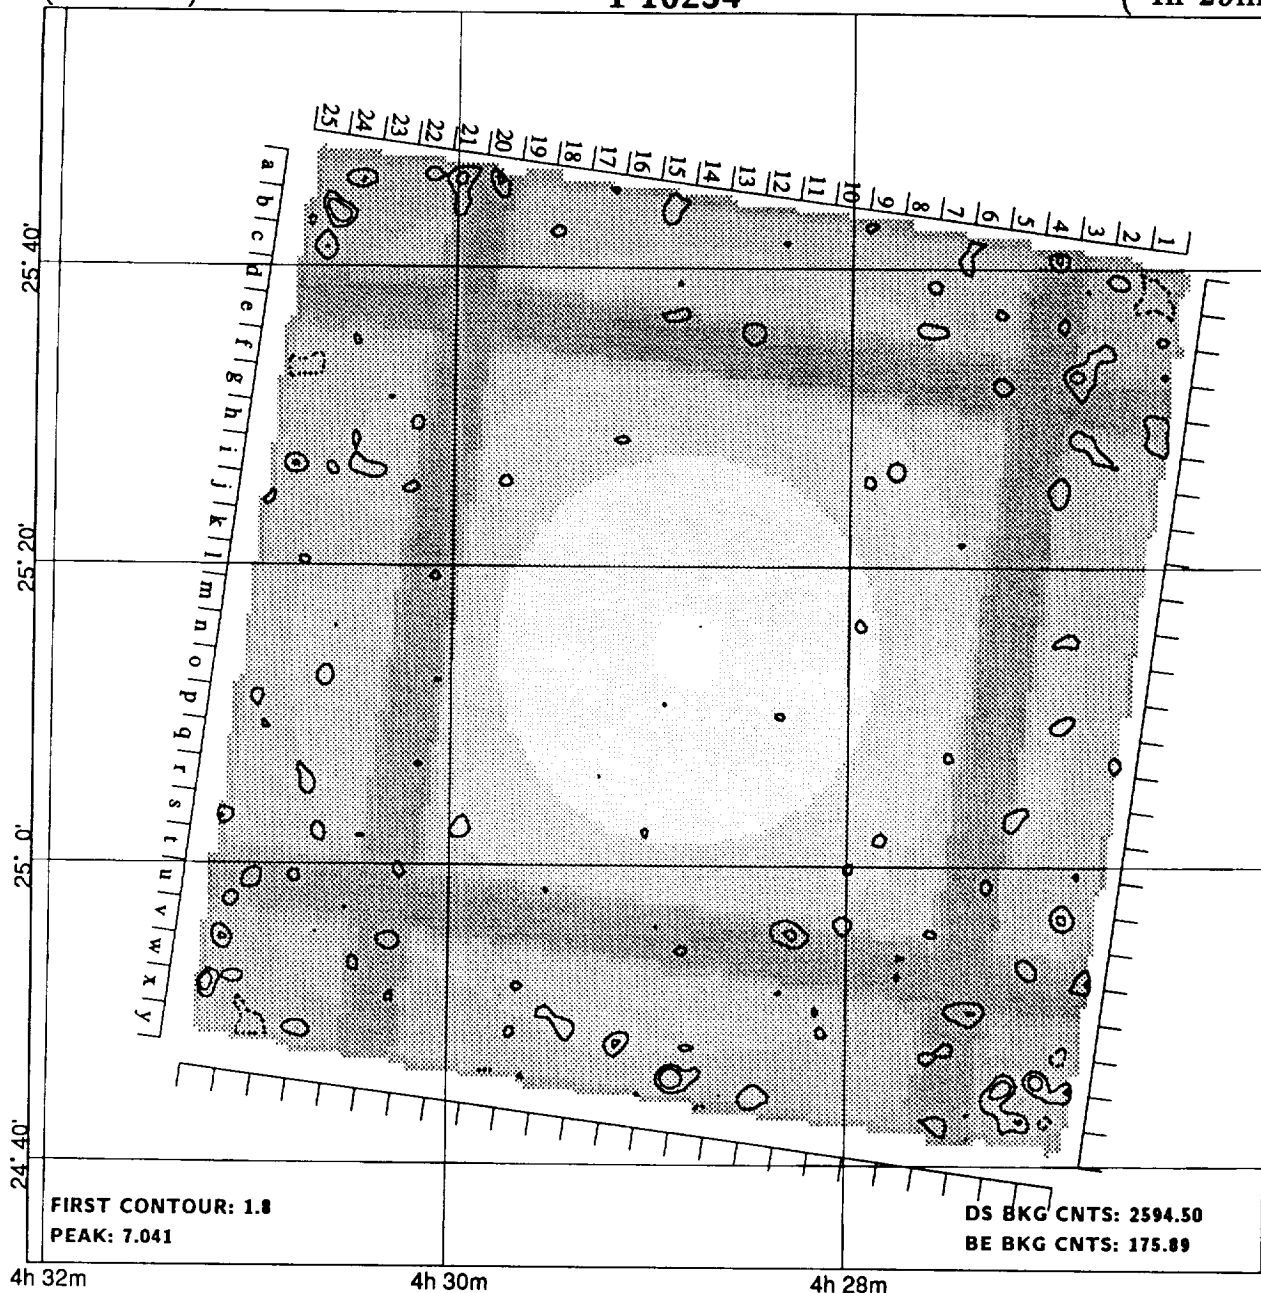 I 10234
25 24 23 22 21 20 19 18 17 16 15 14 13 12 11 10 9 8 7 6 5 4 3 2 1
a b c d e f g h i j k l m n o p q r s t u v w x y
25° 40'
25° 20'
25° 0'
24° 40'
FIRST CONTOUR: 1.8
PEAK: 7.041
DS BKG CNTS: 2594.50
BE BKG CNTS: 175.89
4h 32m 4h 30m 4h 28m